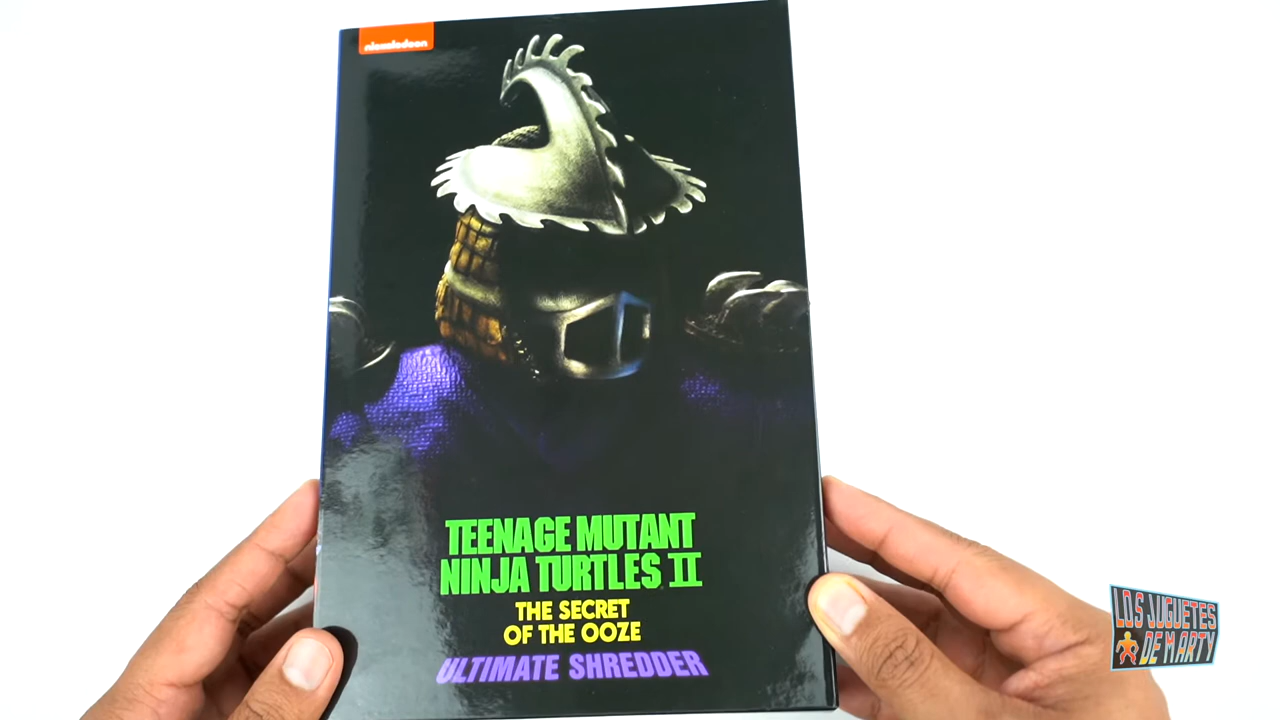 nickelodeon
TEENAGE MUTANT
NINJA TURTLES II
THE SECRET
OF THE OOZE
ULTIMATE SHREDDER
LOS JUGUETES
DE MARTY